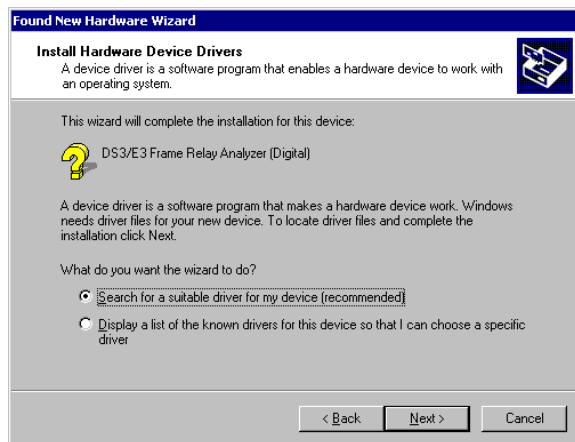 Found New Hardware Wizard
Install Hardware Device Drivers
A device driver is a software program that enables a hardware device to work with
an operating system.
This wizard will complete the installation for this device:
DS3/E3 Frame Relay Analyzer (Digital)
A device driver is a software program that makes a hardware device work. Windows
needs driver files for your new device. To locate driver files and complete the
installation click Next.
What do you want the wizard to do?
Search for a suitable driver for my device (recommended)
Display a list of the known drivers for this device so that I can choose a specific
driver
< Back Next > Cancel